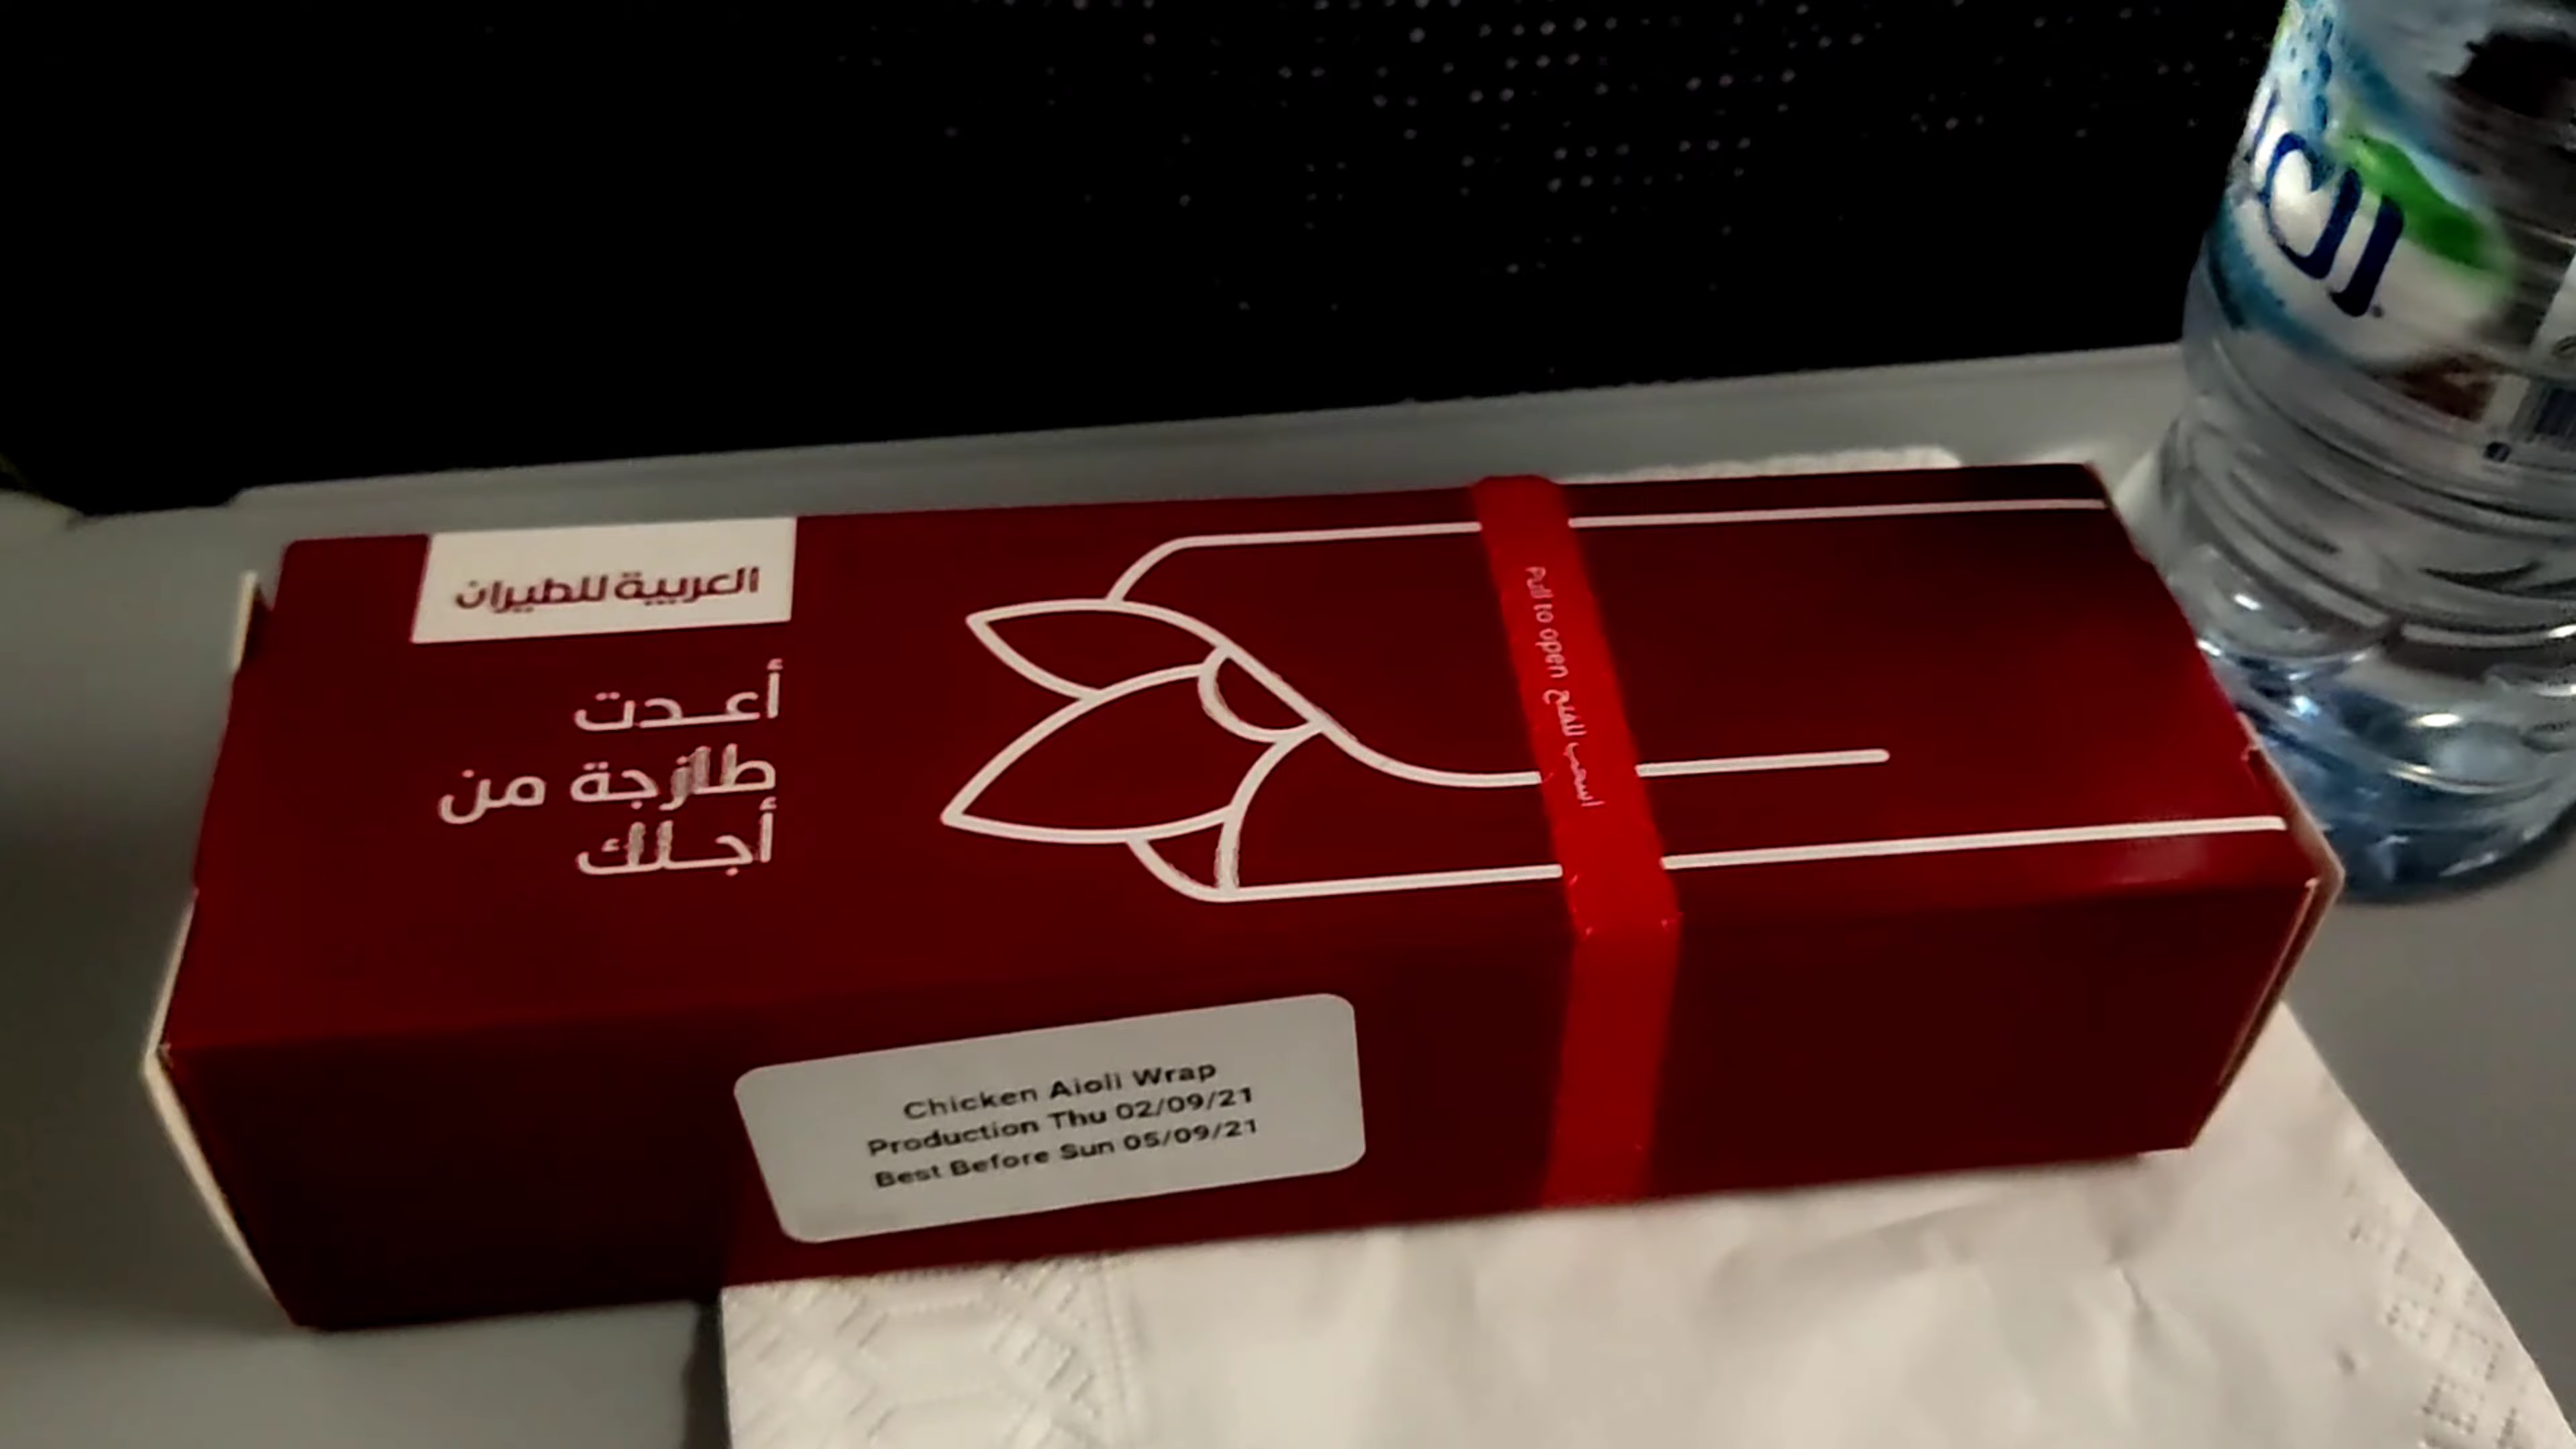 العربية للطيران
أعدت
طازجة من
أجلك
Pull to open اسحب للفتح
Chicken Aioli Wrap
Production Thu 02/09/21
Best Before Sun 05/09/21